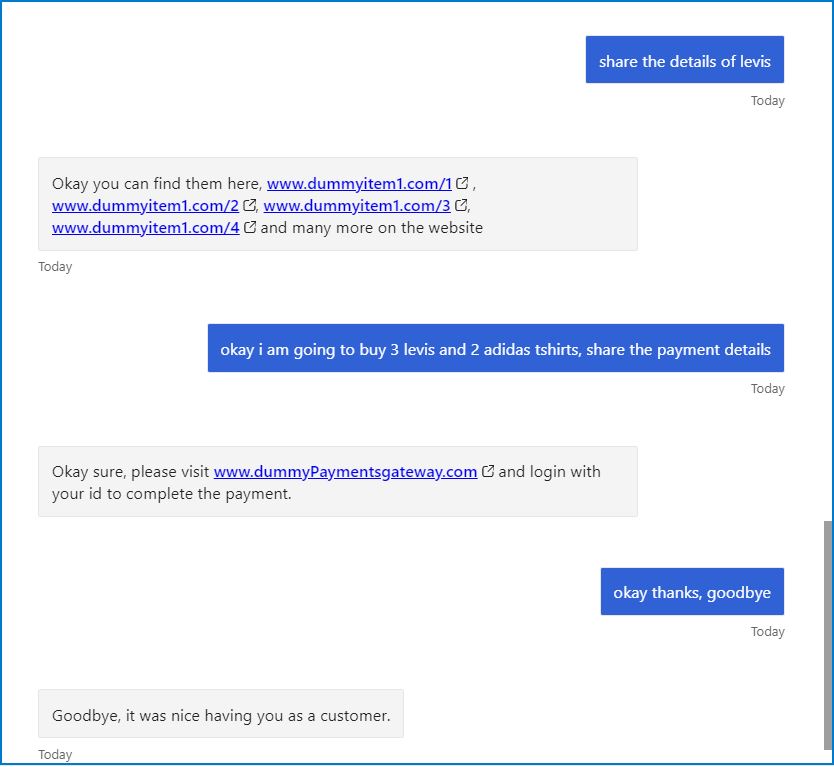 share the details of levis
Today
Okay you can find them here, www.dummyitem1.com/1 ,
www.dummyitem1.com/2, www.dummyitem1.com/3,
www.dummyitem1.com/4 and many more on the website
Today
okay i am going to buy 3 levis and 2 adidas tshirts, share the payment details
Today
Okay sure, please visit www.dummyPaymentsgateway.com and login with
your id to complete the payment.
okay thanks, goodbye
Today
Goodbye, it was nice having you as a customer.
Today